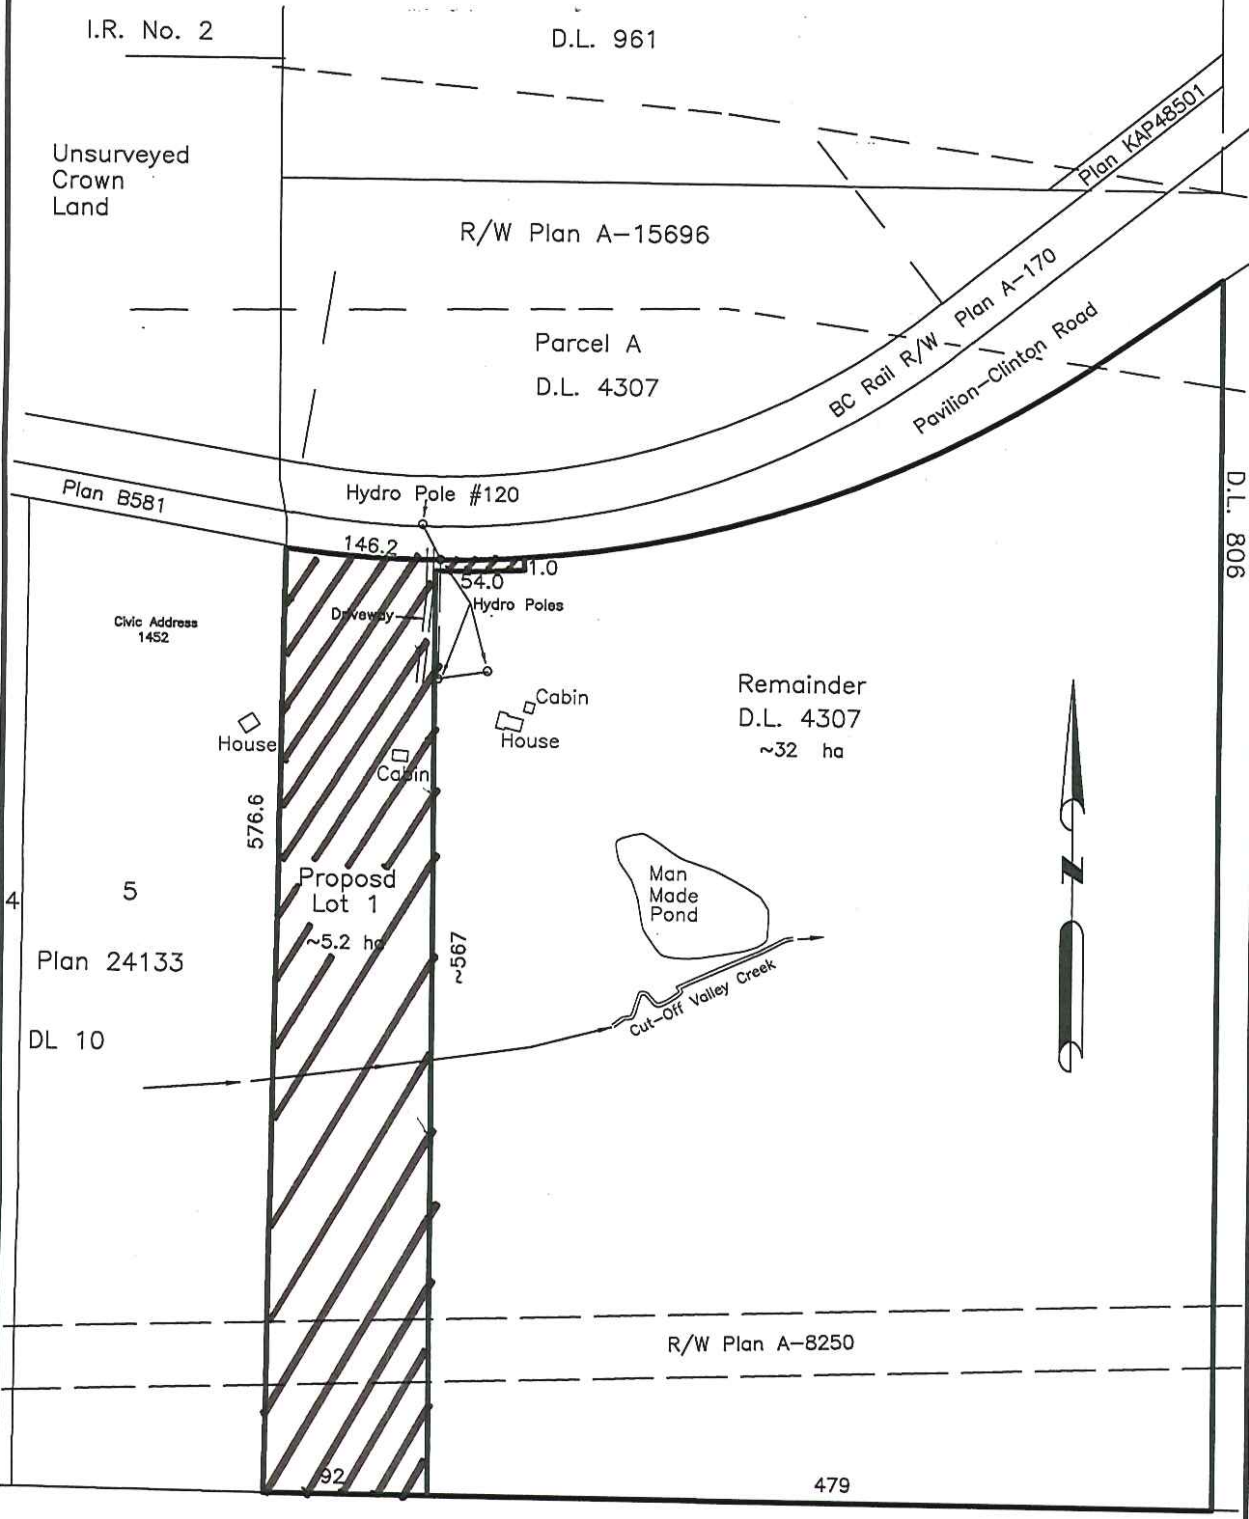 I.R. No. 2
D.L. 961
Plan KAP48501
Unsurveyed
Crown
Land
R/W Plan A-15696
Parcel A
D.L. 4307
BC Rail R/W Plan A-170
Pavilion-Clinton Road
Plan B581
Hydro Pole #120
D.L. 806
146.2
1.0
54.0
Hydro Poles
Driveway
Civic Address
1452
Remainder
D.L. 4307
~32 ha
Cabin
House
House
Cabin
576.6
Proposd
Lot 1
~5.2 ha
~567
Man
Made
Pond
Cut-Off Valley Creek
N
4
5
Plan 24133
DL 10
R/W Plan A-8250
92
479